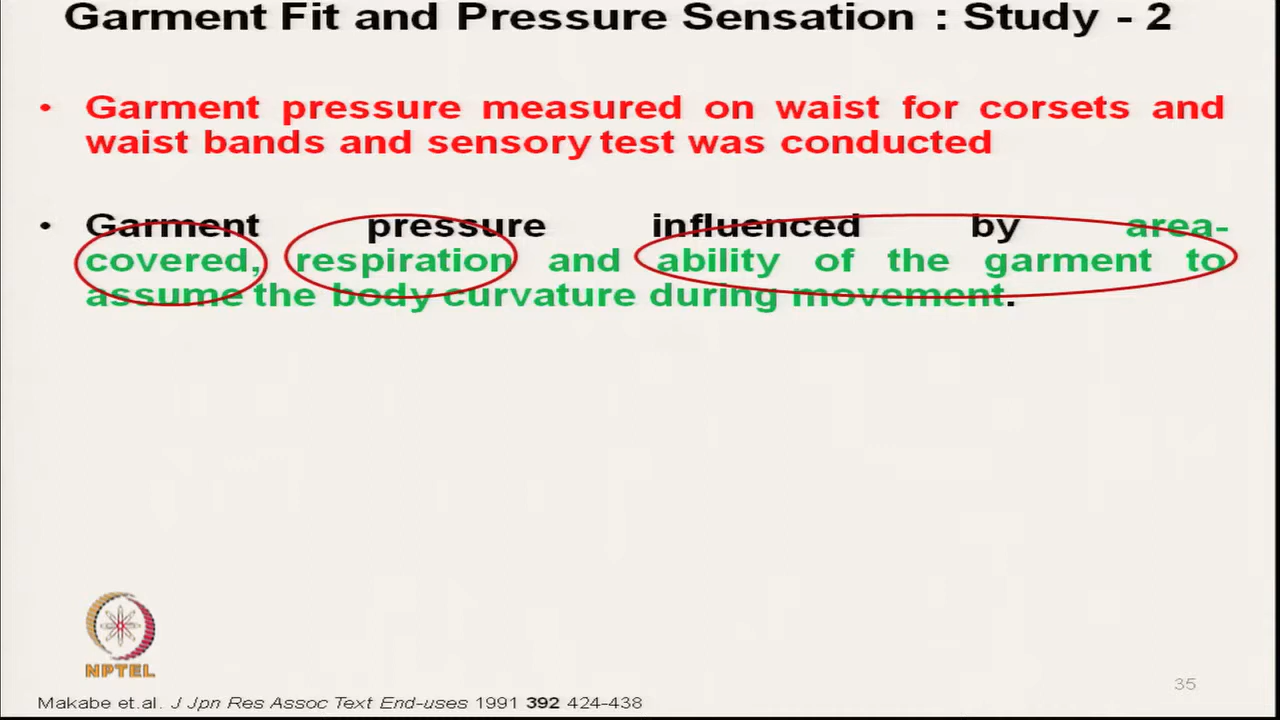 Garment Fit and Pressure Sensation : Study - 2
• Garment pressure measured on waist for corsets and
waist bands and sensory test was conducted
• Garment pressure influenced by area-
covered, respiration and ability of the garment to
assume the body curvature during movement.
NPTEL
35
Makabe et.al. J Jpn Res Assoc Text End-uses 1991 392 424-438